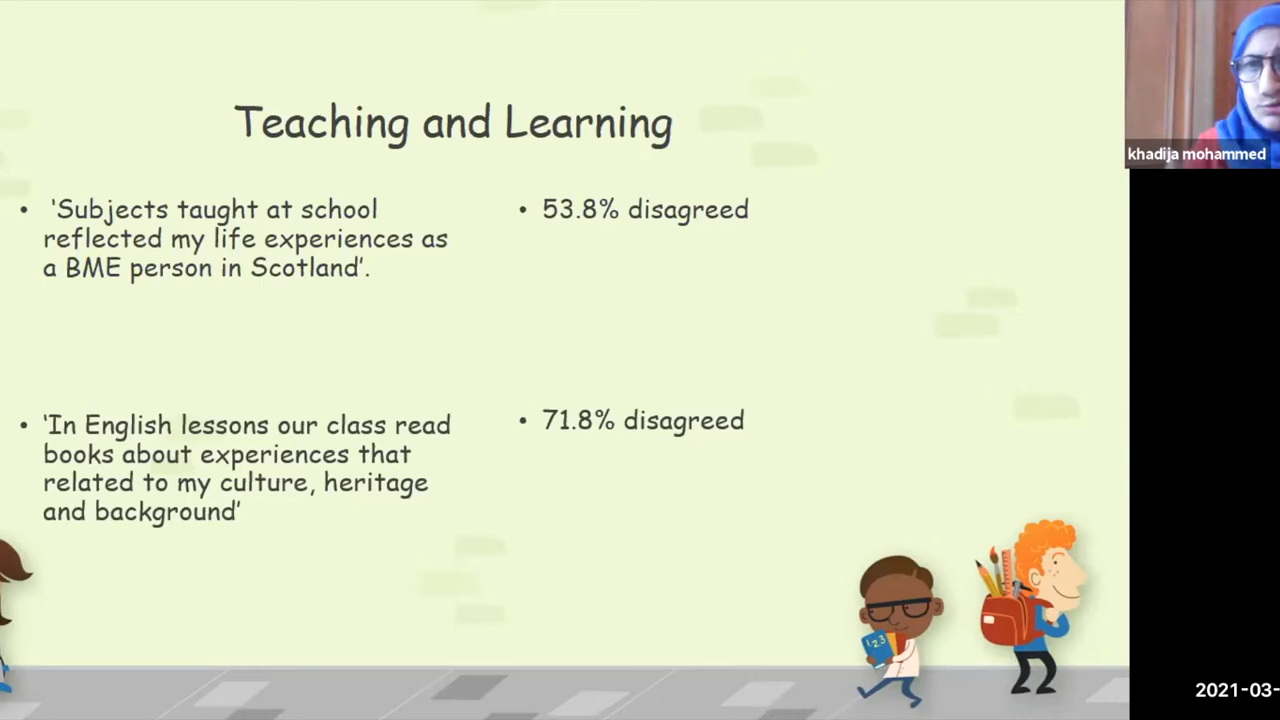 Teaching and Learning
• ‘Subjects taught at school
reflected my life experiences as
a BME person in Scotland’.
• 53.8% disagreed
• ‘In English lessons our class read
books about experiences that
related to my culture, heritage
and background’
• 71.8% disagreed
khadija mohammed
123
2021-03-